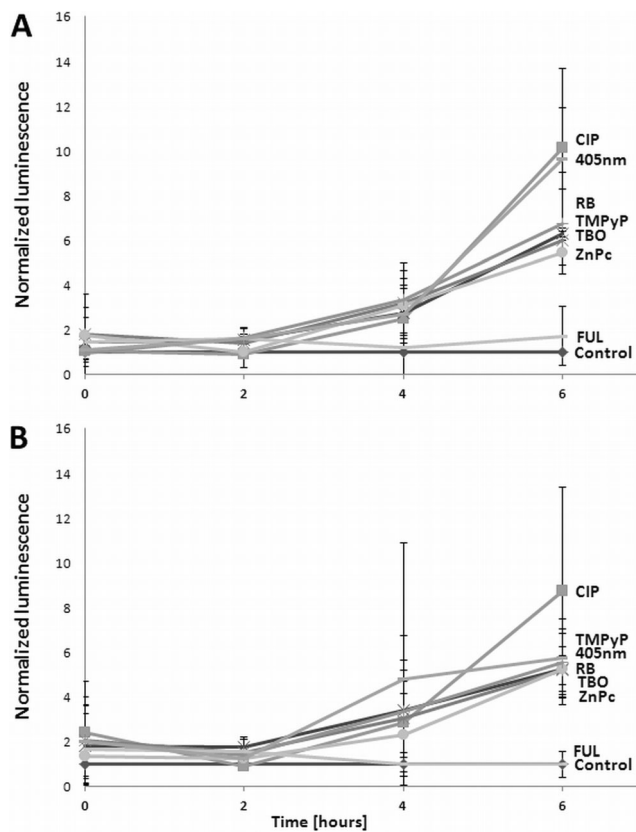 A
Normalized luminescence
16
14
12
10
8
6
4
2
0
0 2 4 6
CIP
405nm
RB
TMPyP
TBO
ZnPc
FUL
Control
B
Normalized luminescence
16
14
12
10
8
6
4
2
0
0 2 4 6
CIP
TMPyP
405nm
RB
TBO
ZnPc
FUL
Control
Time [hours]